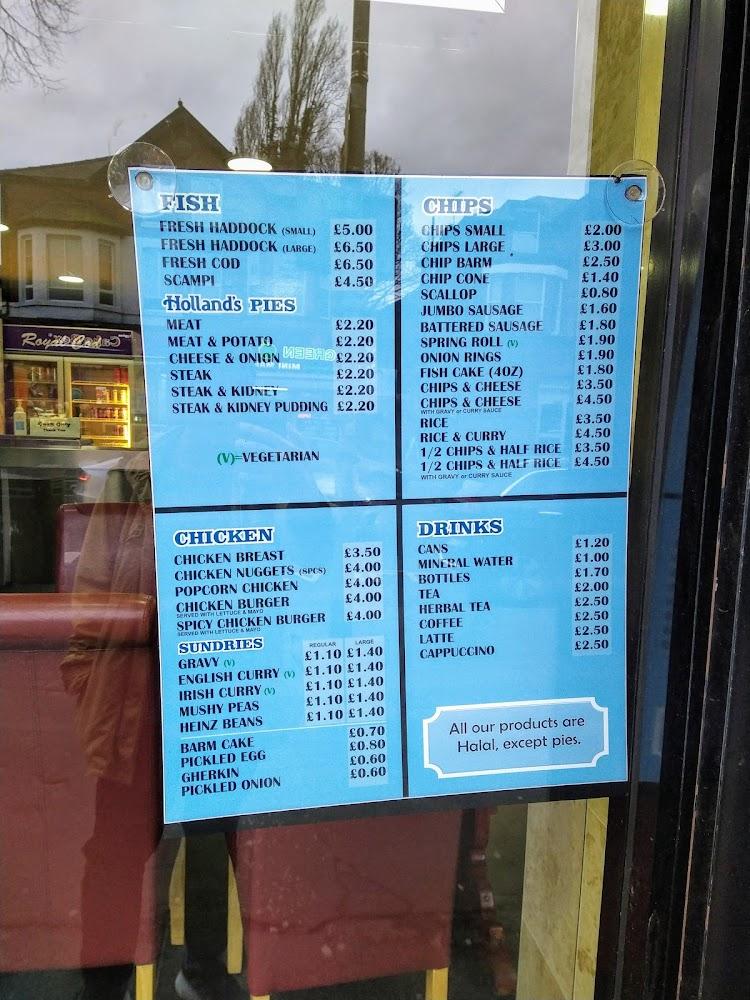 FISH
FRESH HADDOCK (SMALL) £5.00
FRESH HADDOCK (LARGE) £6.50
FRESH COD £6.50
SCAMPI £4.50
Holland's PIES
MEAT £2.20
MEAT & POTATO £2.20
CHEESE & ONION £2.20
STEAK £2.20
STEAK & KIDNEY £2.20
STEAK & KIDNEY PUDDING £2.20
(V)=VEGETARIAN
CHIPS
CHIPS SMALL £2.00
CHIPS LARGE £3.00
CHIP BARM £2.50
CHIP CONE £1.40
SCALLOP £0.80
JUMBO SAUSAGE £1.60
BATTERED SAUSAGE £1.80
SPRING ROLL (V) £1.90
ONION RINGS £1.90
FISH CAKE (4OZ) £1.80
CHIPS & CHEESE £3.50
CHIPS & CHEESE £4.50
WITH GRAVY or CURRY SAUCE
RICE £3.50
RICE & CURRY £4.50
1/2 CHIPS & HALF RICE £3.50
1/2 CHIPS & HALF RICE £4.50
WITH GRAVY or CURRY SAUCE
CHICKEN
CHICKEN BREAST £3.50
CHICKEN NUGGETS (8PCS) £4.00
POPCORN CHICKEN £4.00
CHICKEN BURGER £4.00
SERVED WITH LETTUCE & MAYO
SPICY CHICKEN BURGER £4.00
SERVED WITH LETTUCE & MAYO
SUNDRIES REGULAR LARGE
GRAVY (V) £1.10 £1.40
ENGLISH CURRY (V) £1.10 £1.40
IRISH CURRY (V) £1.10 £1.40
MUSHY PEAS £1.10 £1.40
HEINZ BEANS £1.10 £1.40
BARM CAKE £0.70
PICKLED EGG £0.80
GHERKIN £0.60
PICKLED ONION £0.60
DRINKS
CANS £1.20
MINERAL WATER £1.00
BOTTLES £1.70
TEA £2.00
HERBAL TEA £2.50
COFFEE £2.50
LATTE £2.50
CAPPUCCINO £2.50
All our products are
Halal, except pies.
Royal Cod
GREEN